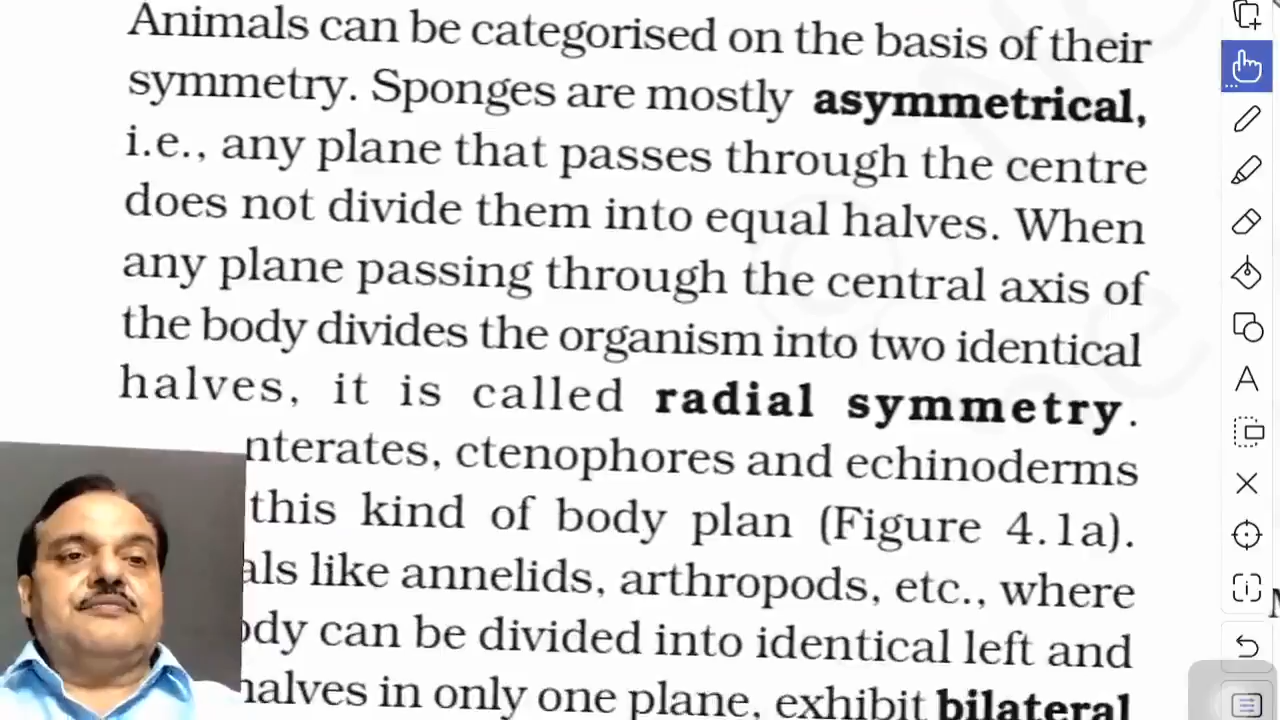 Animals can be categorised on the basis of their
symmetry. Sponges are mostly asymmetrical,
i.e., any plane that passes through the centre
does not divide them into equal halves. When
any plane passing through the central axis of
the body divides the organism into two identical
halves, it is called radial symmetry.
nterates, ctenophores and echinoderms
this kind of body plan (Figure 4.1a).
als like annelids, arthropods, etc., where
ody can be divided into identical left and
halves in only one plane, exhibit bilateral